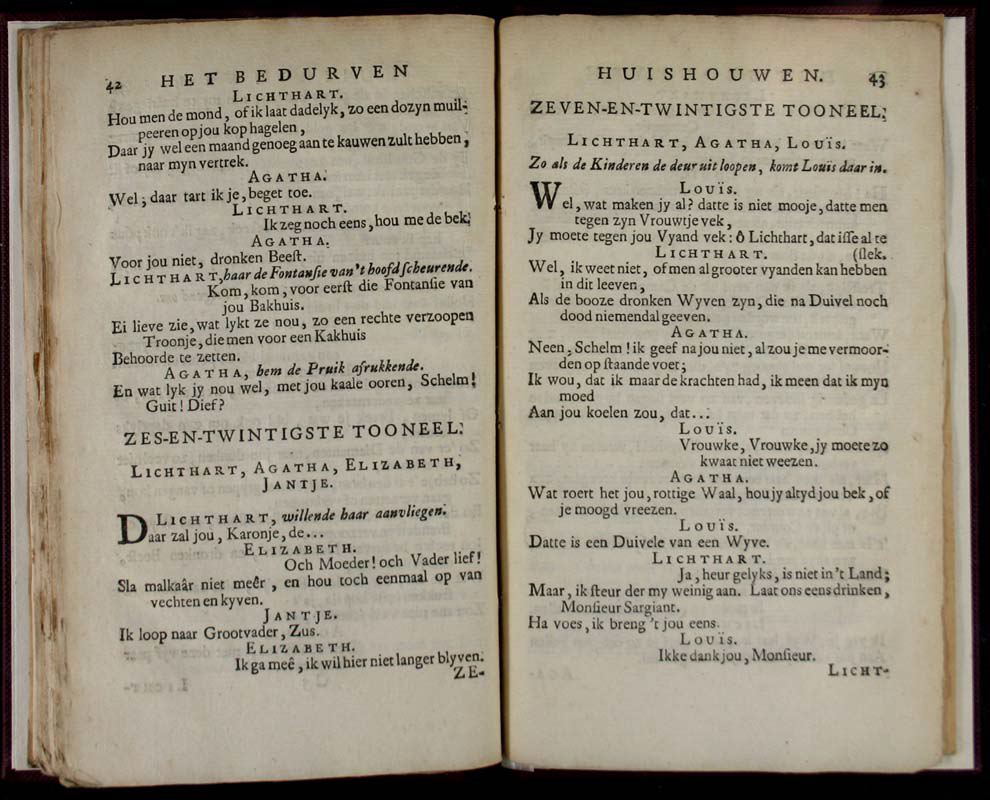 42 HET BEDURVEN
LICHTHART.
Hou men de mond, of ik laat dadelyk, zo een dozyn muil-
peeren op jou kop hagelen,
Daar jy wel een maand genoeg aan te kauwen zult hebben,
naar myn vertrek.
AGATHA.
Wel, daar tart ik je, beget toe.
LICHTHART.
Ik zeg noch eens, hou me de bek.
AGATHA.
Voor jou niet, dronken Beeſt.
LICHTHART, haar de Fontanſie van 't hoofd ſcheurende.
Kom, kom, voor eerſt die Fontanſie van
jou Bakhuis.
Ei lieve zie, wat lykt ze nou, zo een rechte verzoopen
Troonje, die men voor een Kakhuis
Behoorde te zetten.
AGATHA, hem de Pruik afrukkende.
En wat lyk jy nou wel, met jou kaale ooren, Schelm!
Guit! Dief?
ZES-EN-TWINTIGSTE TOONEEL.
LICHTHART, AGATHA, ELIZABETH,
JANTJE.
LICHTHART, willende haar aanvliegen.
Daar zal jou, Karonje, de...
ELIZABETH.
Och Moeder! och Vader lief!
Sla malkaâr niet meêr, en hou toch eenmaal op van
vechten en kyven.
JANTJE.
Ik loop naar Grootvader, Zus.
ELIZABETH.
Ik ga meê, ik wil hier niet langer blyven.
ZE-
HUISHOUWEN. 43
ZEVEN-EN-TWINTIGSTE TOONEEL.
LICHTHART, AGATHA, LOUÏS.
Zo als de Kinderen de deur uit loopen, komt Louis daar in.
LOUÏS.
Wel, wat maken jy al? datte is niet mooje, datte men
tegen zyn Vrouwtje vek,
Jy moete tegen jou Vyand vek: ô Lichthart, dat iſſe al te
LICHTHART. (ſlek.
Wel, ik weet niet, of men al grooter vyanden kan hebben
in dit leeven,
Als de booze dronken Wyven zyn, die na Duivel noch
dood niemendal geeven.
AGATHA.
Neen, Schelm! ik geef na jou niet, al zou je me vermoor-
den op ſtaande voet;
Ik wou, dat ik maar de krachten had, ik meen dat ik myn
moed
Aan jou koelen zou, dat...
LOUÏS.
Vrouwke, Vrouwke, jy moete zo
kwaat niet weezen.
AGATHA.
Wat roert het jou, rottige Waal, hou jy altyd jou bek, of
je moogd vreezen.
LOUÏS.
Datte is een Duivele van een Wyve.
LICHTHART.
Ja, heur gelyks, is niet in 't Land;
Maar, ik ſteur der my weinig aan. Laat ons eens drinken,
Monſieur Sargiant.
Ha voes, ik breng 't jou eens.
LOUÏS.
Ikke dank jou, Monſieur.
LICHT-